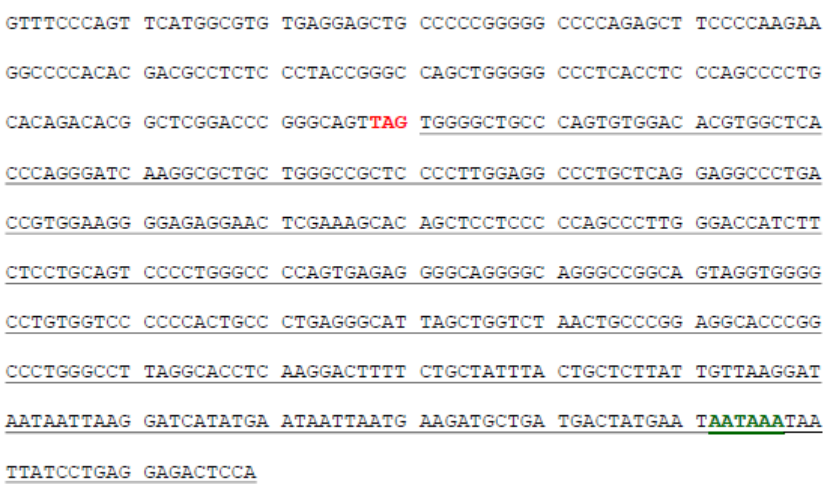 GTTTCCCAGT TCATGGCGTG TGAGGAGCTG CCCCCGGGGG CCCCAGAGCT TCCCCAAGAA
GGCCCCACAC GACGCCTCTC CCTACCGGGC CAGCTGGGGG CCCTCACCTC CCAGCCCCTG
CACAGACACG GCTCGGACCC GGGCAGTTAG TGGGGCTGCC CAGTGTGGAC ACGTGGCTCA
CCCAGGGATC AAGGCGCTGC TGGGCCGCTC CCCTTGGAGG CCCTGCTCAG GAGGCCCTGA
CCGTGGAAGG GGAGAGGAAC TCGAAAGCAC AGCTCCTCCC CCAGCCCTTG GGACCATCTT
CTCCTGCAGT CCCCTGGGCC CCAGTGAGAG GGGCAGGGGC AGGGCCGGCA GTAGGTGGGG
CCTGTGGTCC CCCCACTGCC CTGAGGGCAT TAGCTGGTCT AACTGCCCGG AGGCACCCGG
CCCTGGGCCT TAGGCACCTC AAGGACTTTT CTGCTATTTA CTGCTCTTAT TGTTAAGGAT
AATAATTAAG GATCATATGA ATAATTAATG AAGATGCTGA TGACTATGAA TAATAAATAA
TTATCCTGAG GAGACTCCA